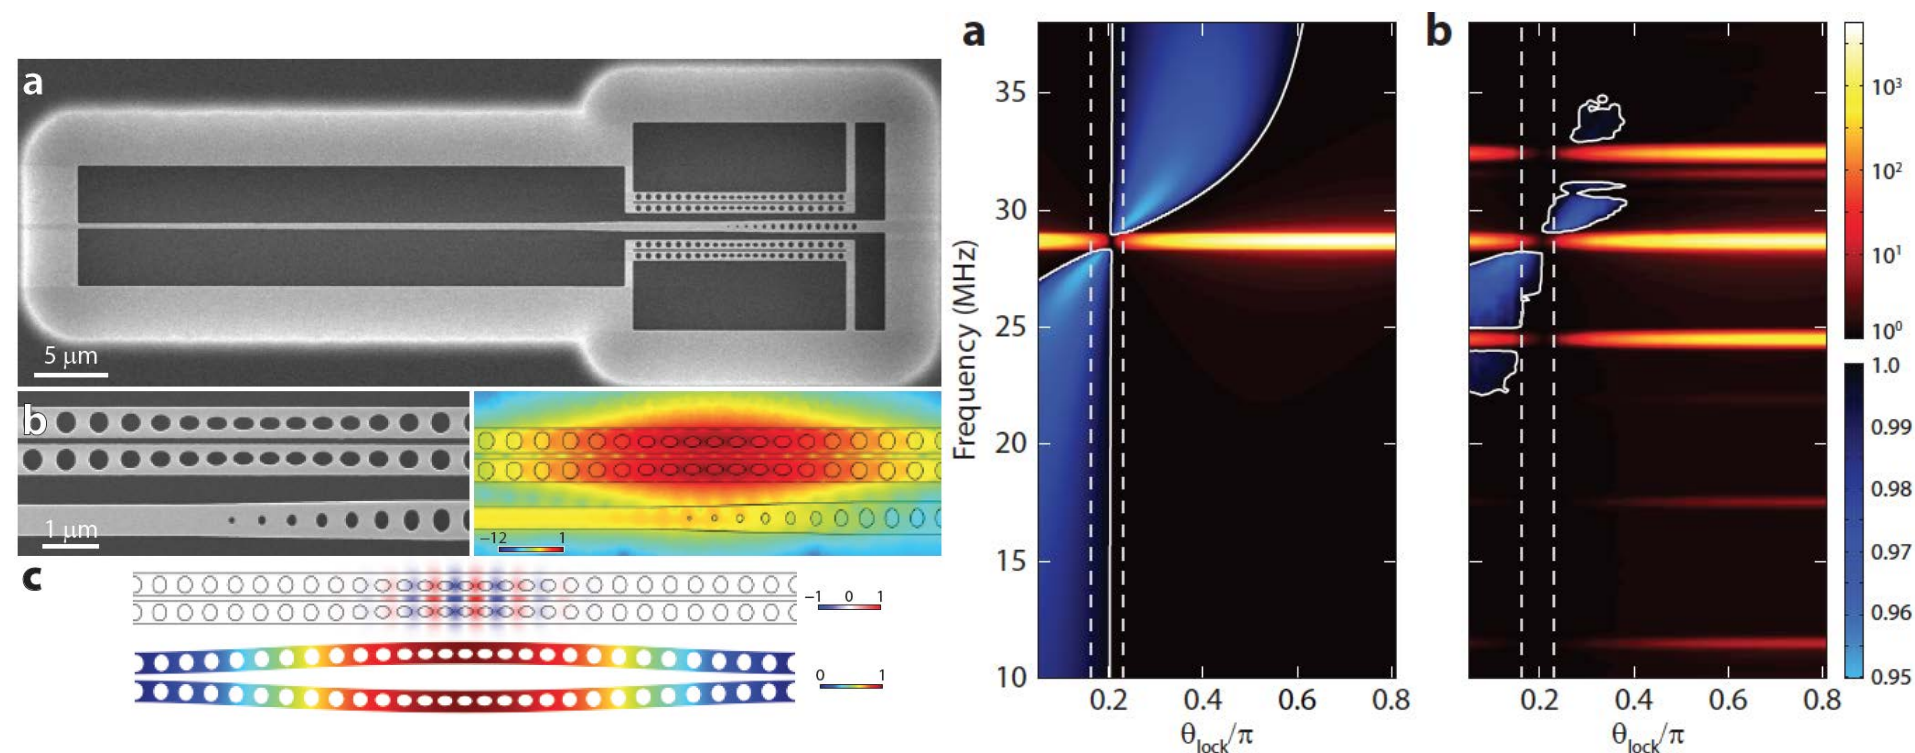 a
5 μm
b
1 μm
−12 1
c
−1 0 1
0 1
a
35
30
25
20
15
10
Frequency (MHz)
0.2 0.4 0.6 0.8
θlock/π
b
0.2 0.4 0.6 0.8
θlock/π
10³
10²
10¹
10⁰
1.0
0.99
0.98
0.97
0.96
0.95